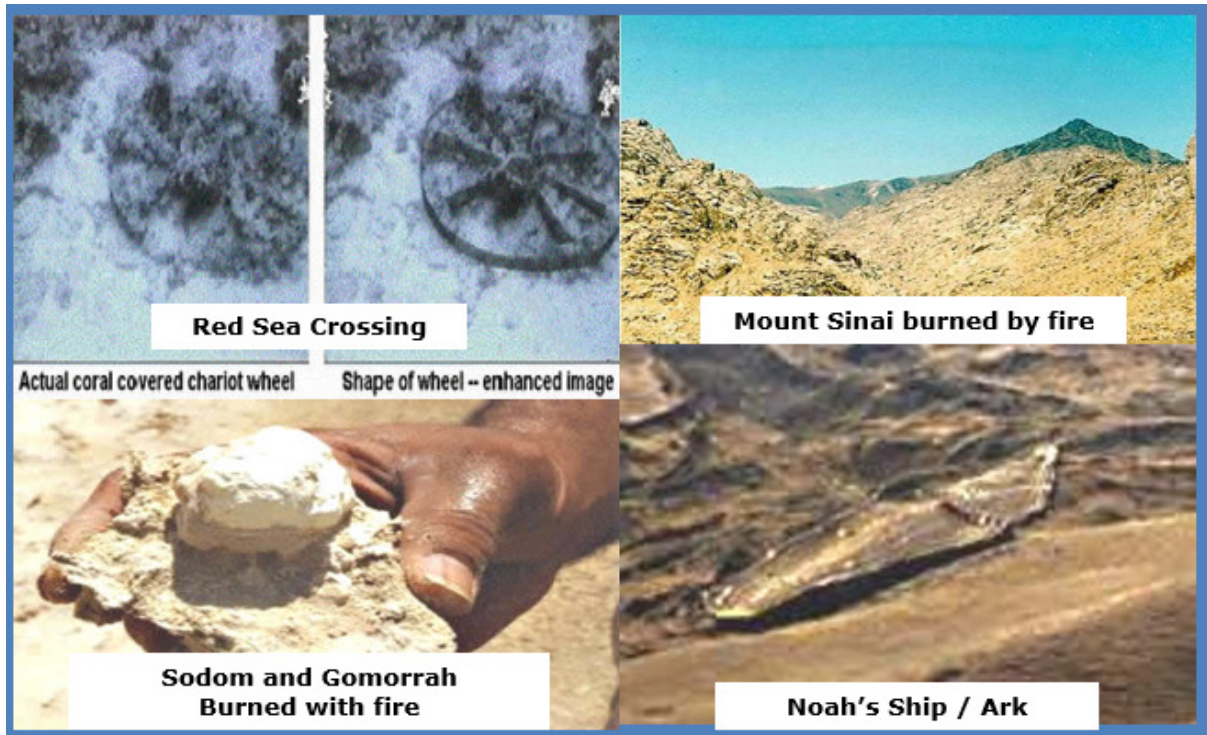 Red Sea Crossing
Actual coral covered chariot wheel
Shape of wheel -- enhanced image
Mount Sinai burned by fire
Sodom and Gomorrah
Burned with fire
Noah’s Ship / Ark